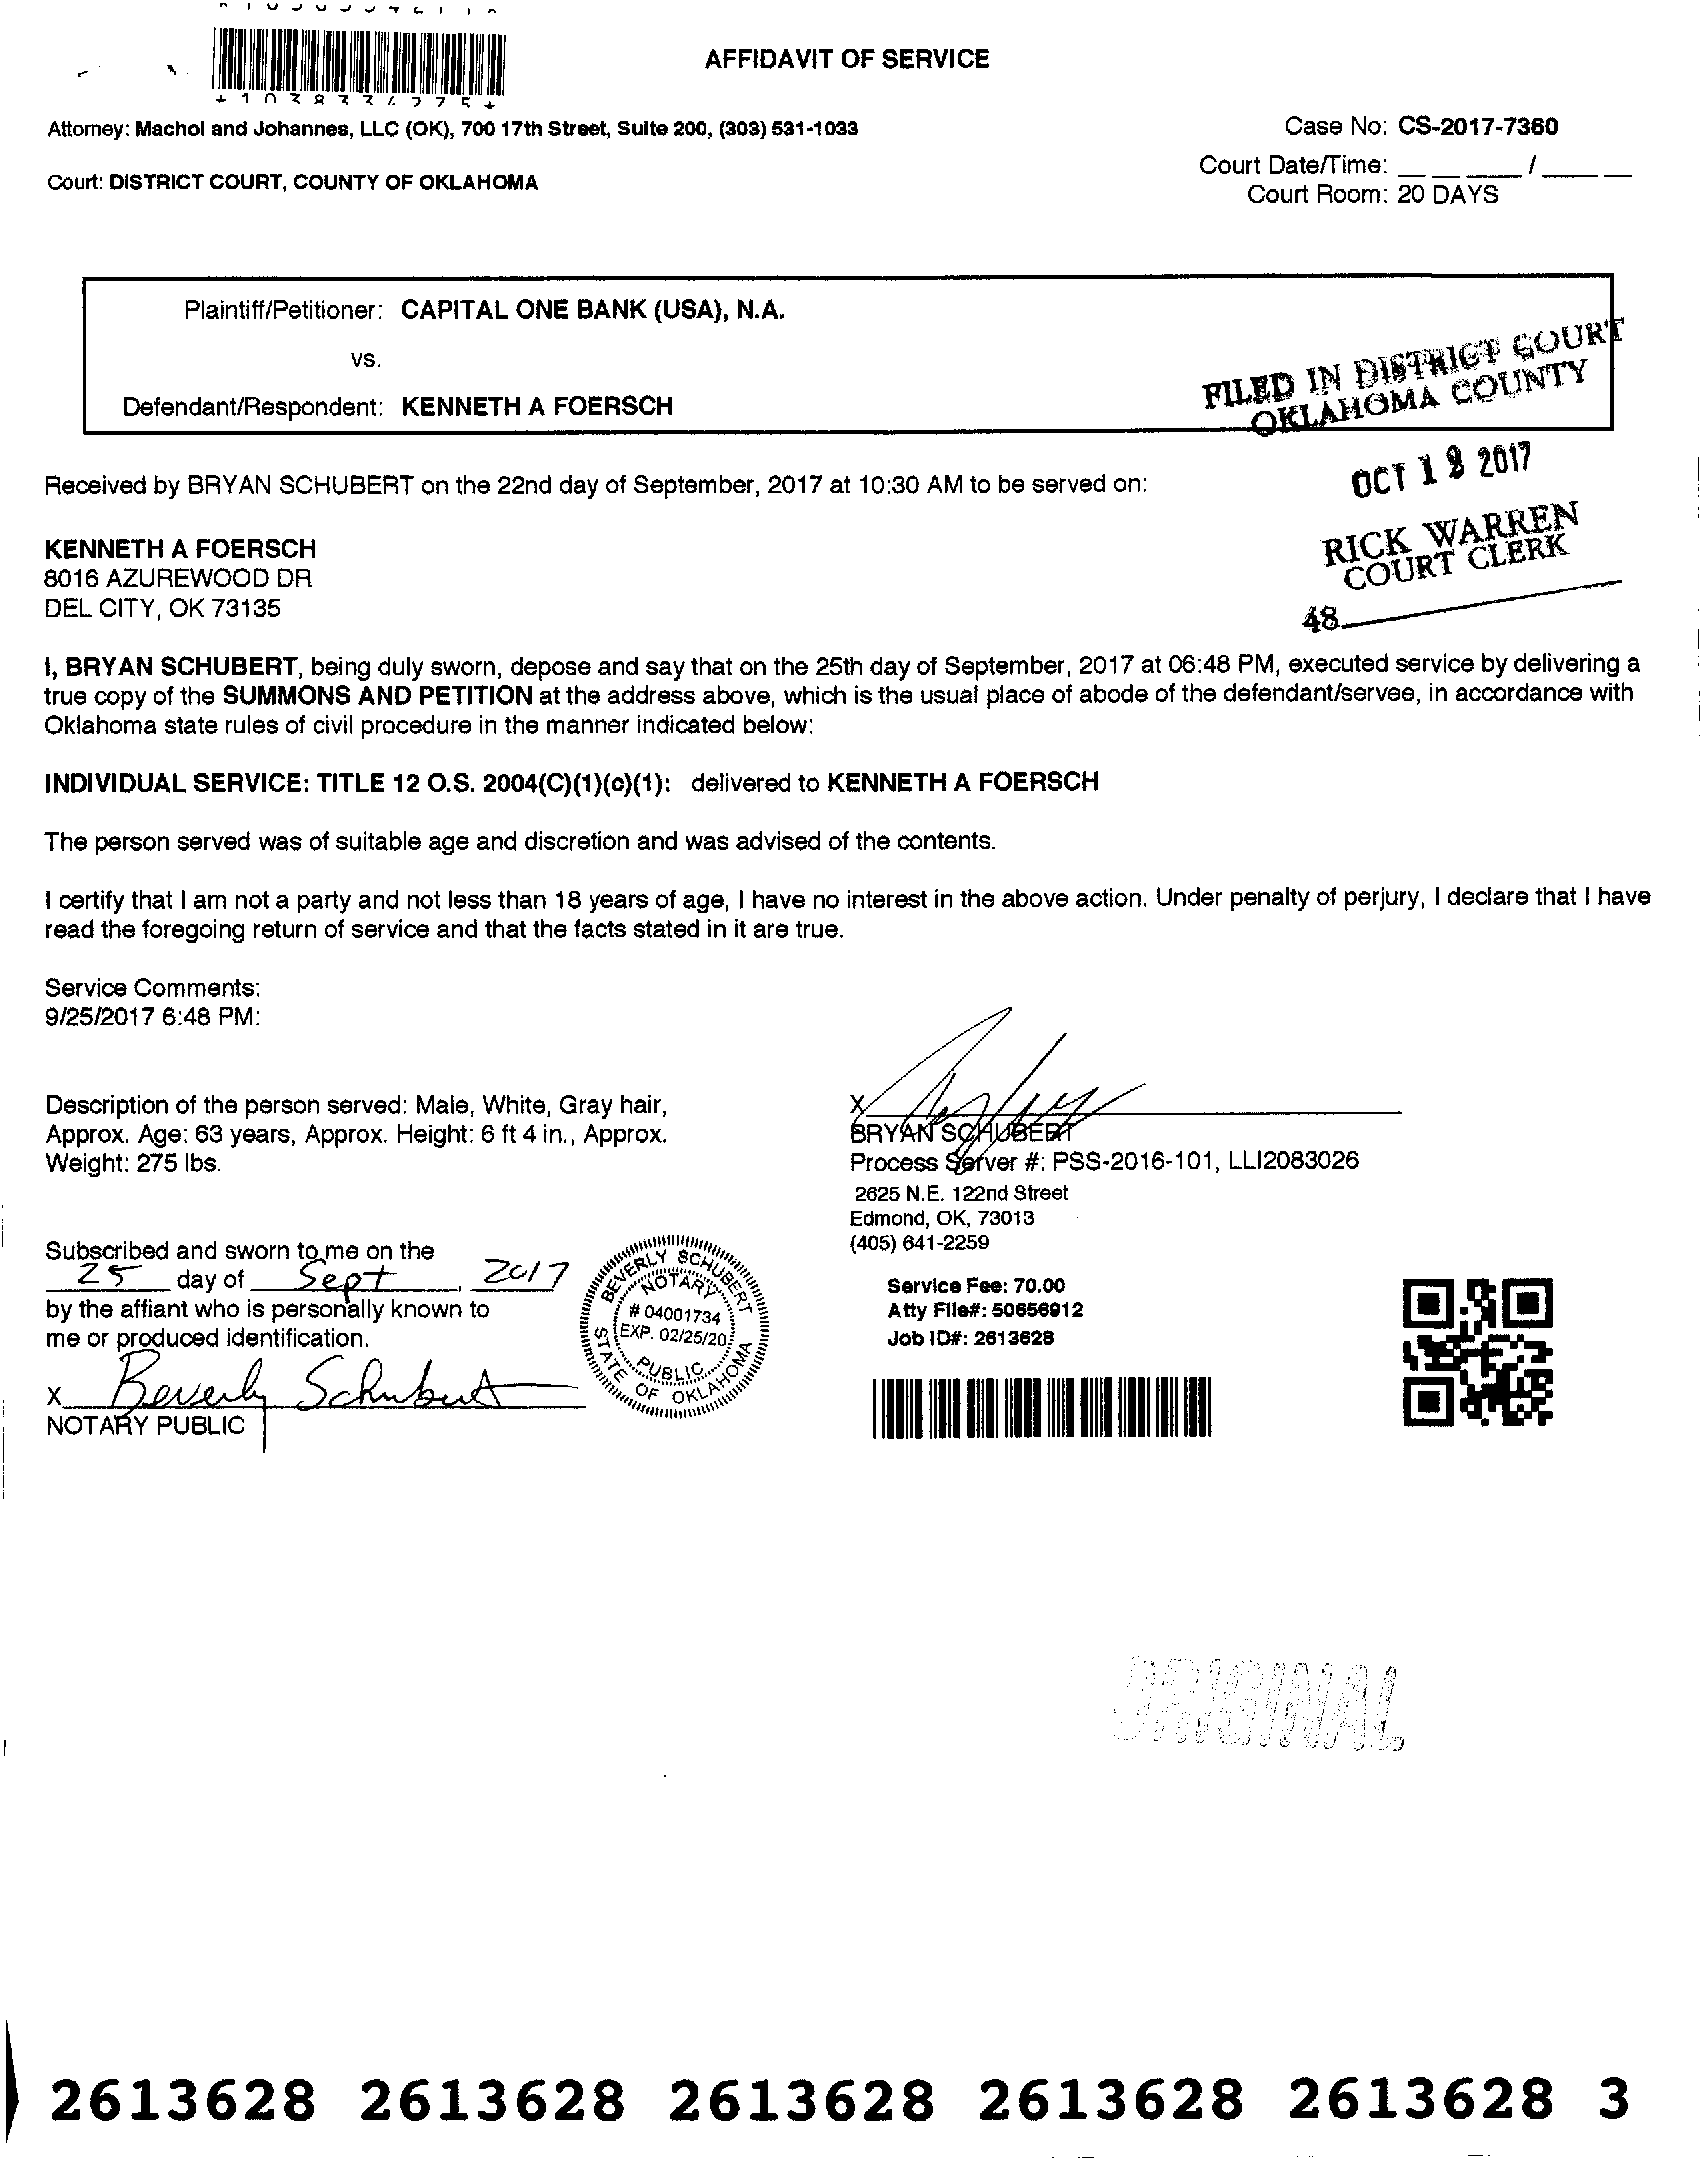 AFFIDAVIT OF SERVICE
Attorney: Machol and Johannes, LLC (OK), 700 17th Street, Suite 200, (303) 531-1033
Case No: CS-2017-7360
Court Date/Time: __ __ ____ / ____ __
Court: DISTRICT COURT, COUNTY OF OKLAHOMA
Court Room: 20 DAYS
Plaintiff/Petitioner: CAPITAL ONE BANK (USA), N.A.
vs.
Defendant/Respondent: KENNETH A FOERSCH
FILED IN DISTRICT COURT
OKLAHOMA COUNTY
OCT 2017
RICK WARREN
COURT CLERK
48
Received by BRYAN SCHUBERT on the 22nd day of September, 2017 at 10:30 AM to be served on:
KENNETH A FOERSCH
8016 AZUREWOOD DR
DEL CITY, OK 73135
I, BRYAN SCHUBERT, being duly sworn, depose and say that on the 25th day of September, 2017 at 06:48 PM, executed service by delivering a
true copy of the SUMMONS AND PETITION at the address above, which is the usual place of abode of the defendant/servee, in accordance with
Oklahoma state rules of civil procedure in the manner indicated below:
INDIVIDUAL SERVICE: TITLE 12 O.S. 2004(C)(1)(c)(1): delivered to KENNETH A FOERSCH
The person served was of suitable age and discretion and was advised of the contents.
I certify that I am not a party and not less than 18 years of age, I have no interest in the above action. Under penalty of perjury, I declare that I have
read the foregoing return of service and that the facts stated in it are true.
Service Comments:
9/25/2017 6:48 PM:
Description of the person served: Male, White, Gray hair,
Approx. Age: 63 years, Approx. Height: 6 ft 4 in., Approx.
Weight: 275 lbs.
X
BRYAN SCHUBERT
Process Server #: PSS-2016-101, LLI2083026
2625 N.E. 122nd Street
Edmond, OK, 73013
(405) 641-2259
Subscribed and sworn to me on the
25 day of Sept, 2017
by the affiant who is personally known to
me or produced identification.
X Beverly Schubert
NOTARY PUBLIC
BEVERLY SCHUBERT
NOTARY
# 04001734
EXP. 02/25/20
PUBLIC
STATE OF OKLAHOMA
Service Fee: 70.00
Atty File#: 50656912
Job ID#: 2613628
ORIGINAL
2613628 2613628 2613628 2613628 2613628 3